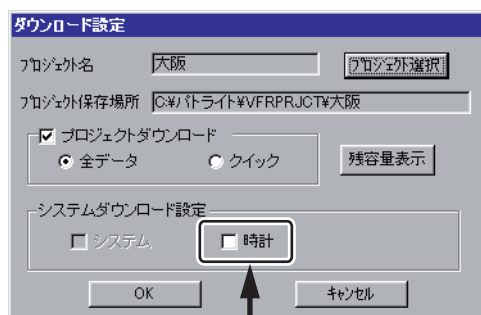 ダウンロード設定
ﾌﾟﾛｼﾞｪｸﾄ名 大阪 ﾌﾟﾛｼﾞｪｸﾄ選択
ﾌﾟﾛｼﾞｪｸﾄ保存場所 C:¥パトライト¥VFRPRJCT¥大阪
プロジェクトダウンロード
全データ クイック 残容量表示
システムダウンロード設定
システム 時計
OK ｷｬﾝｾﾙ